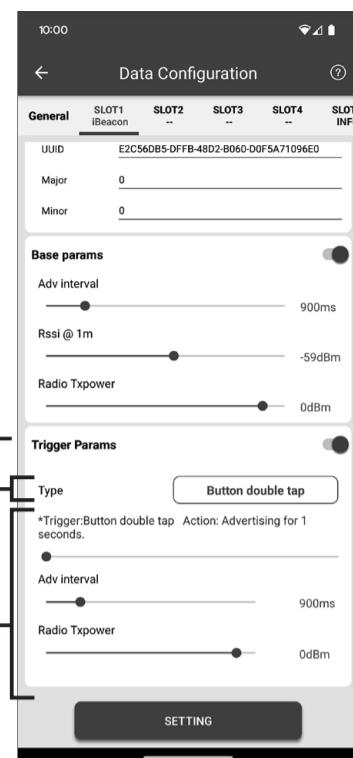 10:00
Data Configuration
General SLOT1 SLOT2 SLOT3 SLOT4 SLOT
iBeacon -- -- -- INF
UUID E2C56DB5-DFFB-48D2-B060-D0F5A71096E0
Major 0
Minor 0
Base params
Adv interval
900ms
Rssi @ 1m
-59dBm
Radio Txpower
0dBm
Trigger Params
Type Button double tap
*Trigger:Button double tap Action: Advertising for 1
seconds.
Adv interval
900ms
Radio Txpower
0dBm
SETTING